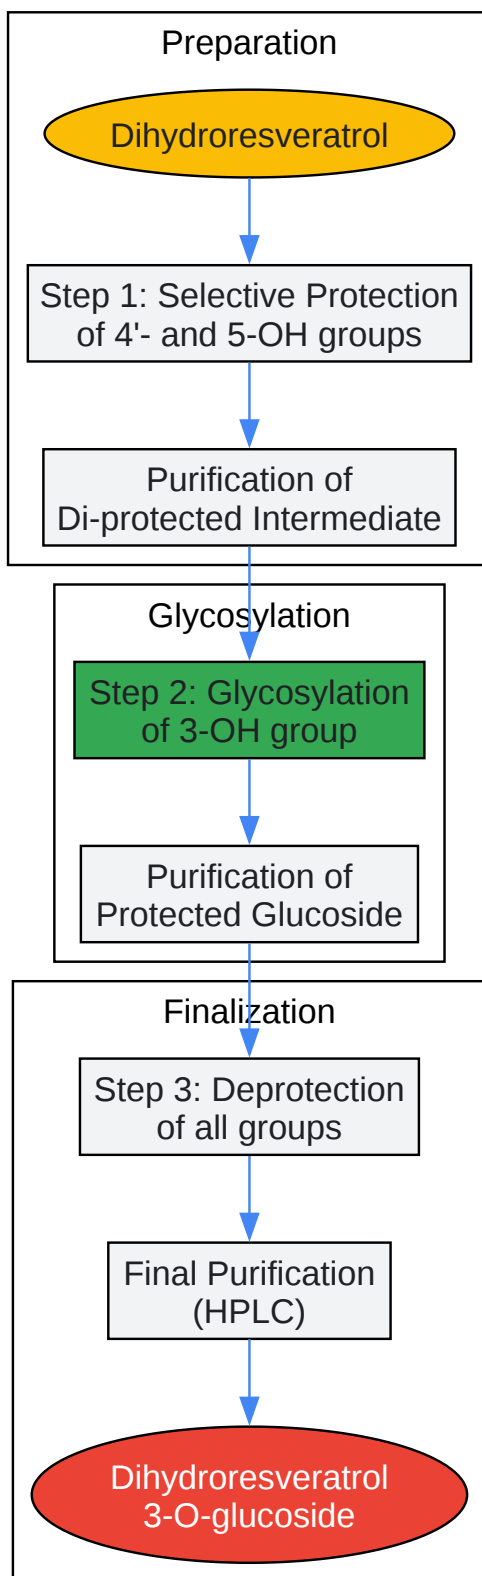 Preparation
Dihydroresveratrol
Step 1: Selective Protection
of 4'- and 5-OH groups
Purification of
Di-protected Intermediate
Glycosylation
Step 2: Glycosylation
of 3-OH group
Purification of
Protected Glucoside
Finalization
Step 3: Deprotection
of all groups
Final Purification
(HPLC)
Dihydroresveratrol
3-O-glucoside